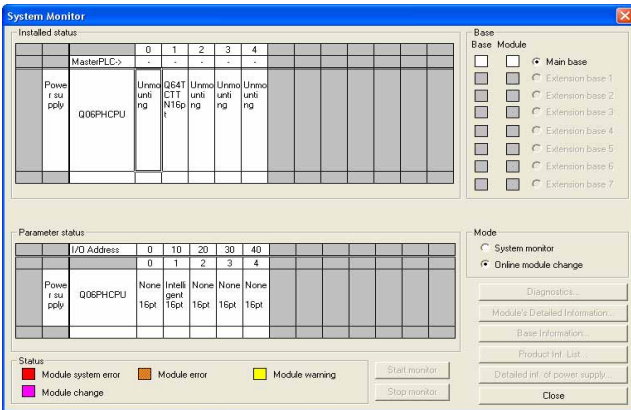 System Monitor
Installed status
0 1 2 3 4
MasterPLC-> - - - - -
Powe
r su
pply
Q06PHCPU
Unmo
unti
ng
Q64T
CTT
N16p
t
Unmo
unti
ng
Unmo
unti
ng
Unmo
unti
ng
Base
Base Module
Main base
Extension base 1
Extension base 2
Extension base 3
Extension base 4
Extension base 5
Extension base 6
Extension base 7
Parameter status
I/O Address 0 10 20 30 40
0 1 2 3 4
Powe
r su
pply
Q06PHCPU
None
16pt
Intelli
gent
16pt
None
16pt
None
16pt
None
16pt
Mode
System monitor
Online module change
Diagnostics...
Module's Detailed Information...
Base Information...
Product Inf. List...
Detailed inf. of power supply...
Close
Status
Module system error Module error Module warning
Module change
Start monitor
Stop monitor